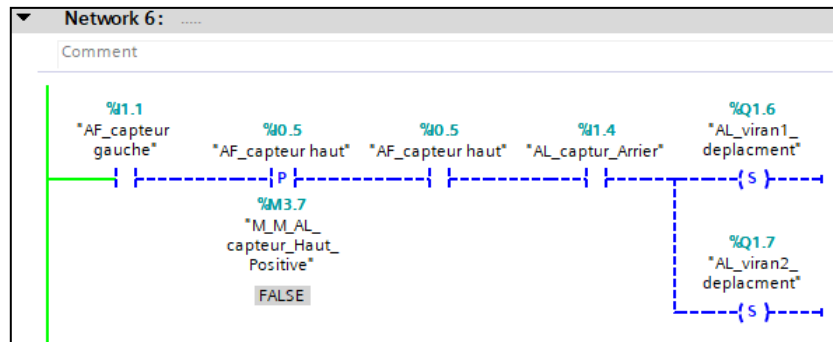 Network 6: .....
Comment
%I1.1
"AF_capteur
gauche"
%I0.5
"AF_capteur haut"
%I0.5
"AF_capteur haut"
%I1.4
"AL_captur_Arrier"
%Q1.6
"AL_viran1_
deplacment"
P
S
%M3.7
"M_M_AL_
capteur_Haut_
Positive"
FALSE
%Q1.7
"AL_viran2_
deplacment"
S